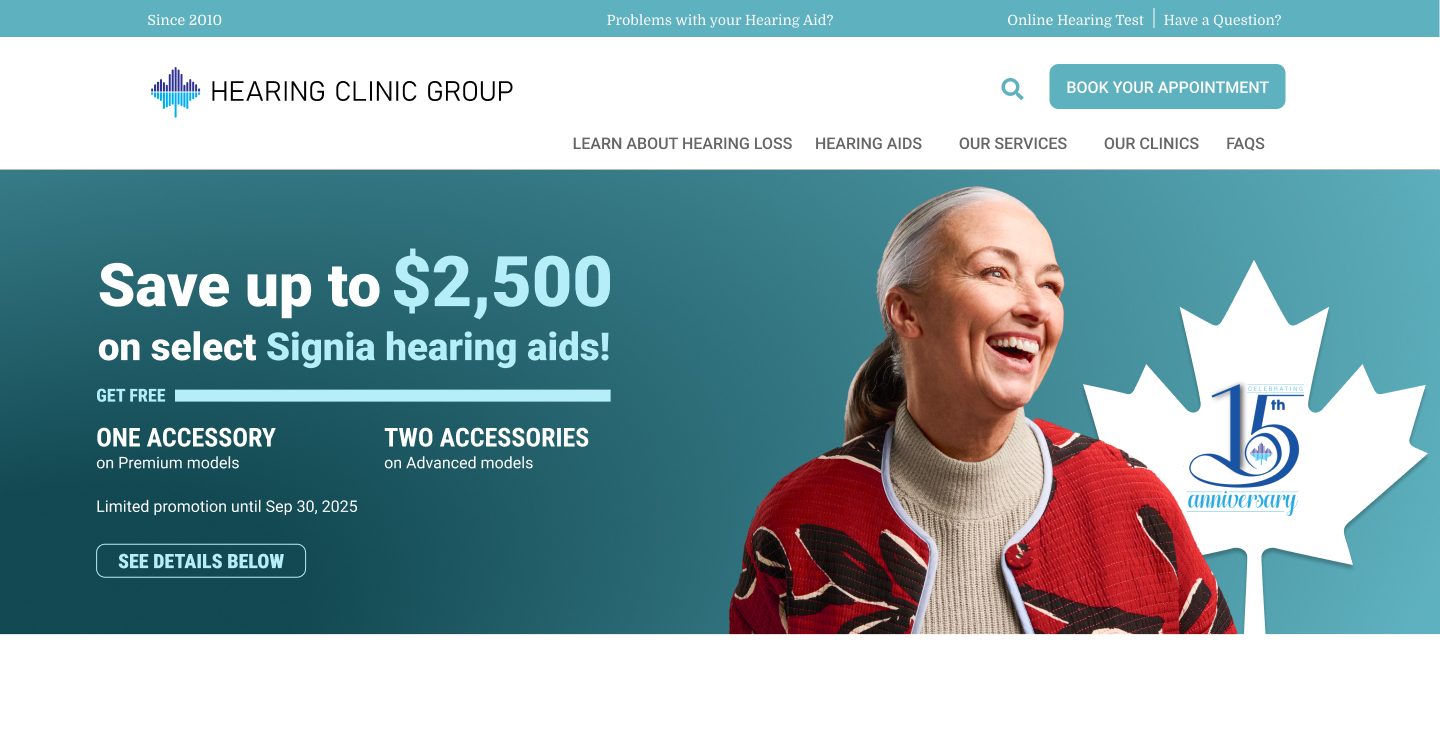 Since 2010
Problems with your Hearing Aid?
Online Hearing Test
Have a Question?
HEARING CLINIC GROUP
BOOK YOUR APPOINTMENT
LEARN ABOUT HEARING LOSS
HEARING AIDS
OUR SERVICES
OUR CLINICS
FAQS
Save up to $2,500
on select Signia hearing aids!
GET FREE
ONE ACCESSORY
on Premium models
TWO ACCESSORIES
on Advanced models
Limited promotion until Sep 30, 2025
SEE DETAILS BELOW
CELEBRATING
15th
anniversary